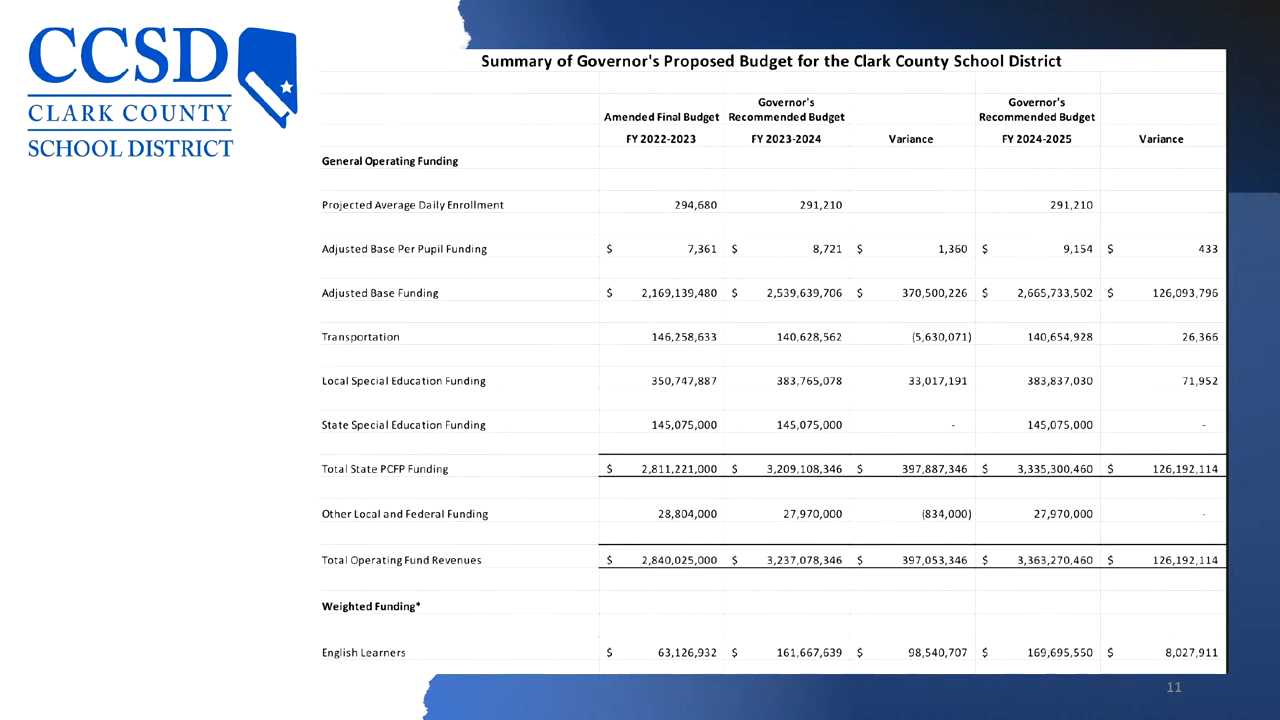 CCSD
CLARK COUNTY
SCHOOL DISTRICT
Summary of Governor's Proposed Budget for the Clark County School District
Governor's Governor's
Amended Final Budget Recommended Budget Recommended Budget
FY 2022-2023 FY 2023-2024 Variance FY 2024-2025 Variance
General Operating Funding
Projected Average Daily Enrollment 294,680 291,210 291,210
Adjusted Base Per Pupil Funding $ 7,361 $ 8,721 $ 1,360 $ 9,154 $ 433
Adjusted Base Funding $ 2,169,139,480 $ 2,539,639,706 $ 370,500,226 $ 2,665,733,502 $ 126,093,796
Transportation 146,258,633 140,628,562 (5,630,071) 140,654,928 26,366
Local Special Education Funding 350,747,887 383,765,078 33,017,191 383,837,030 71,952
State Special Education Funding 145,075,000 145,075,000 - 145,075,000 -
Total State PCFP Funding $ 2,811,221,000 $ 3,209,108,346 $ 397,887,346 $ 3,335,300,460 $ 126,192,114
Other Local and Federal Funding 28,804,000 27,970,000 (834,000) 27,970,000 -
Total Operating Fund Revenues $ 2,840,025,000 $ 3,237,078,346 $ 397,053,346 $ 3,363,270,460 $ 126,192,114
Weighted Funding*
English Learners $ 63,126,932 $ 161,667,639 $ 98,540,707 $ 169,695,550 $ 8,027,911
11